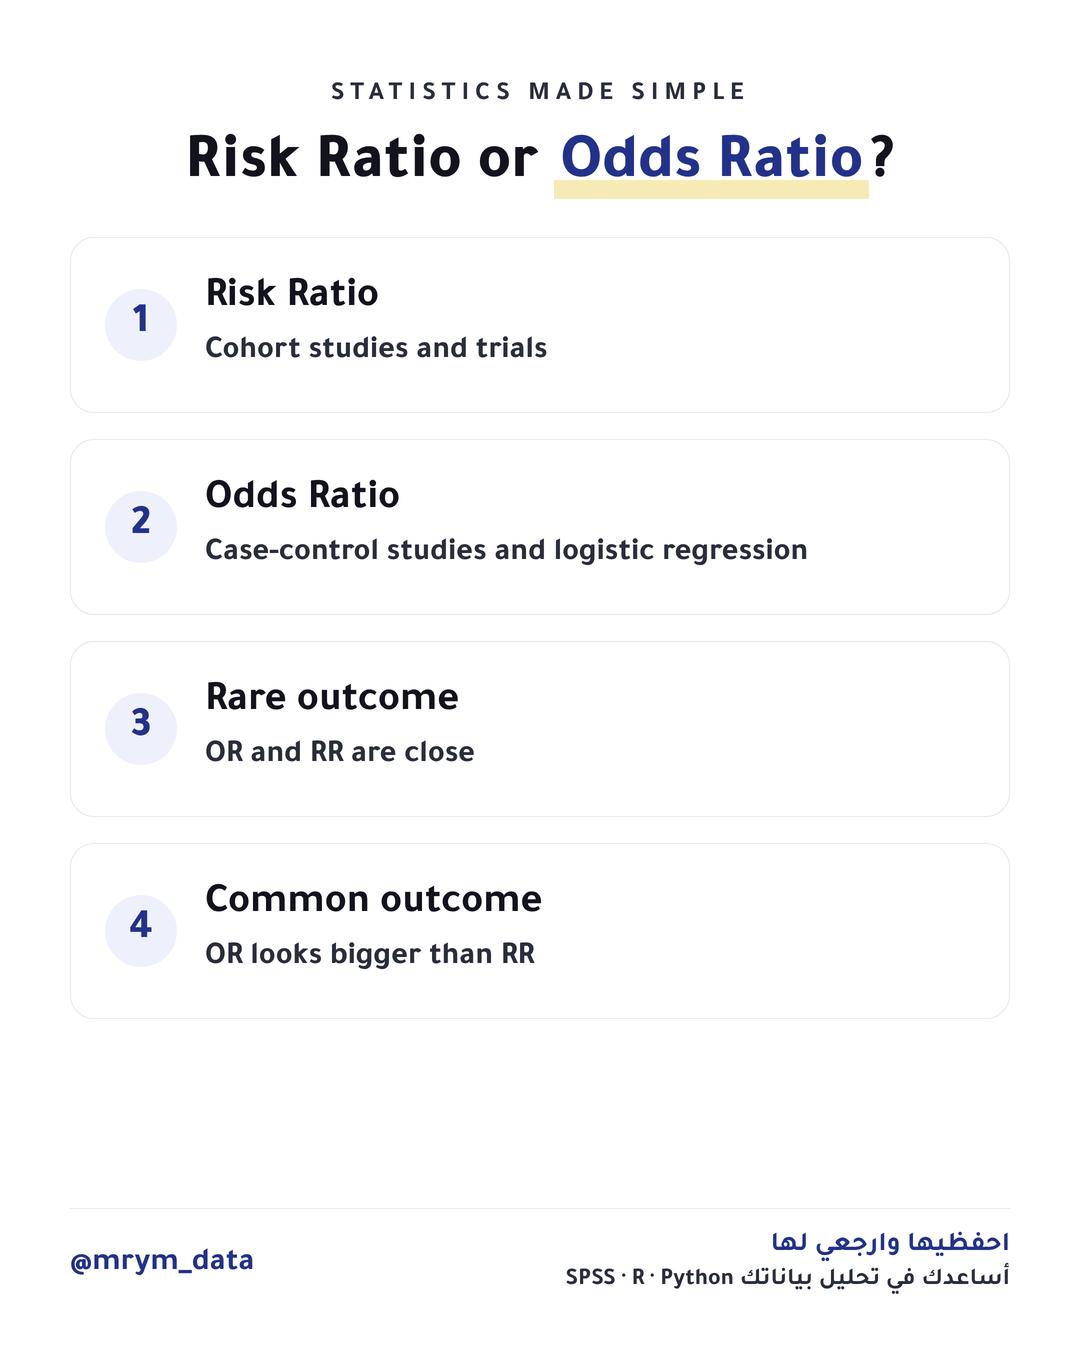 STATISTICS MADE SIMPLE
Risk Ratio or Odds Ratio?
1
Risk Ratio
Cohort studies and trials
2
Odds Ratio
Case-control studies and logistic regression
3
Rare outcome
OR and RR are close
4
Common outcome
OR looks bigger than RR
@mrym_data
احفظيها وارجعي لها
أساعدك في تحليل بياناتك SPSS · R · Python